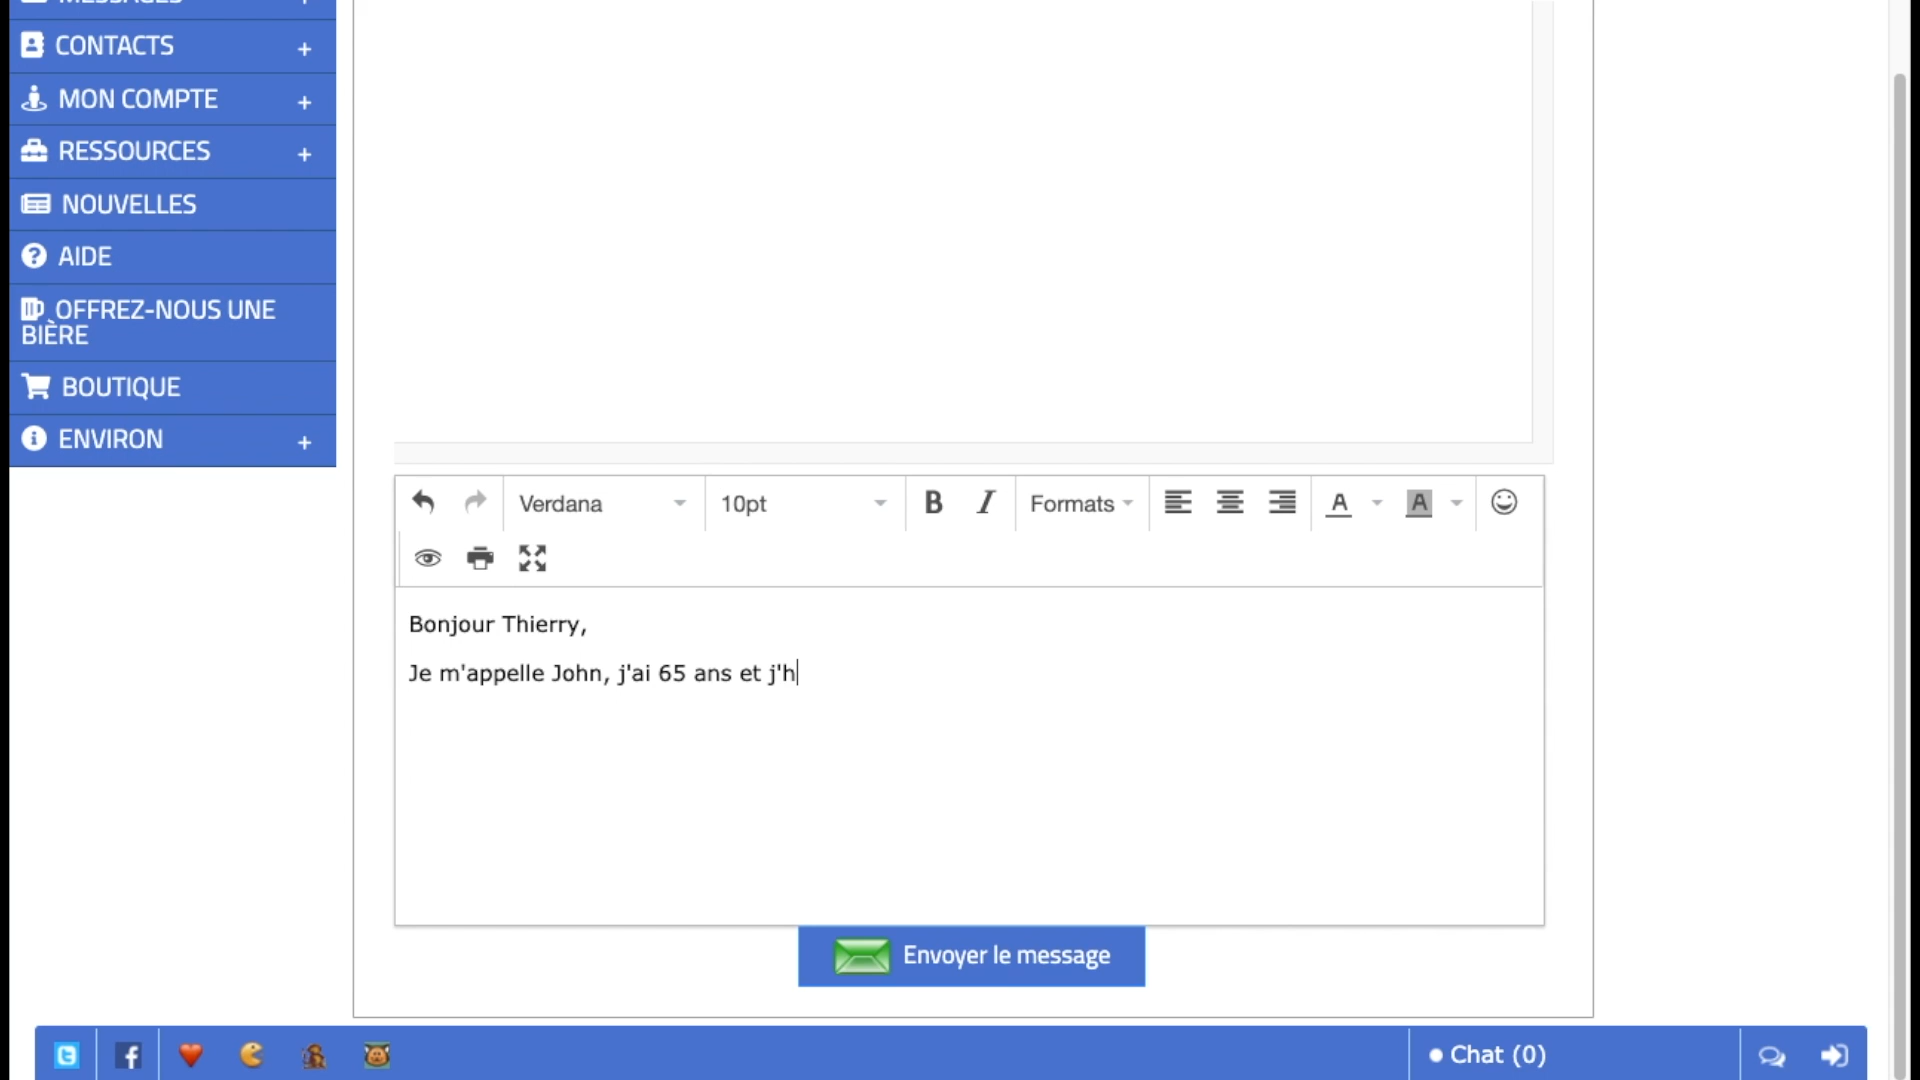 MESSAGES +
CONTACTS +
MON COMPTE +
RESSOURCES +
NOUVELLES
AIDE
OFFREZ-NOUS UNE
BIÈRE
BOUTIQUE
ENVIRON +
Verdana 10pt B I Formats A A
Bonjour Thierry,
Je m'appelle John, j'ai 65 ans et j'h
Envoyer le message
Chat (0)